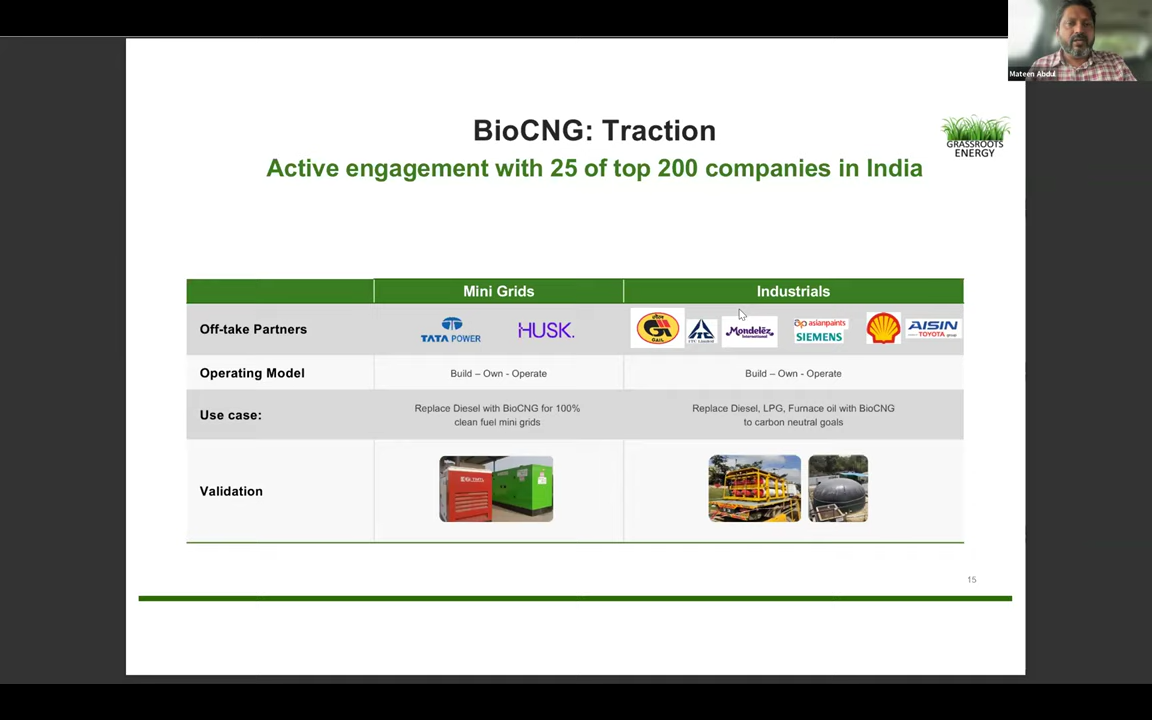 Mateen Abdul
BioCNG: Traction
Active engagement with 25 of top 200 companies in India
GRASSROOTS
ENERGY
Mini Grids
Industrials
Off-take Partners
TATA POWER
HUSK.
GAIL
ITC Limited
Mondelēz
International
ap asianpaints
SIEMENS
AISIN
TOYOTA GROUP
Operating Model
Build – Own - Operate
Build – Own - Operate
Use case:
Replace Diesel with BioCNG for 100%
clean fuel mini grids
Replace Diesel, LPG, Furnace oil with BioCNG
to carbon neutral goals
Validation
15